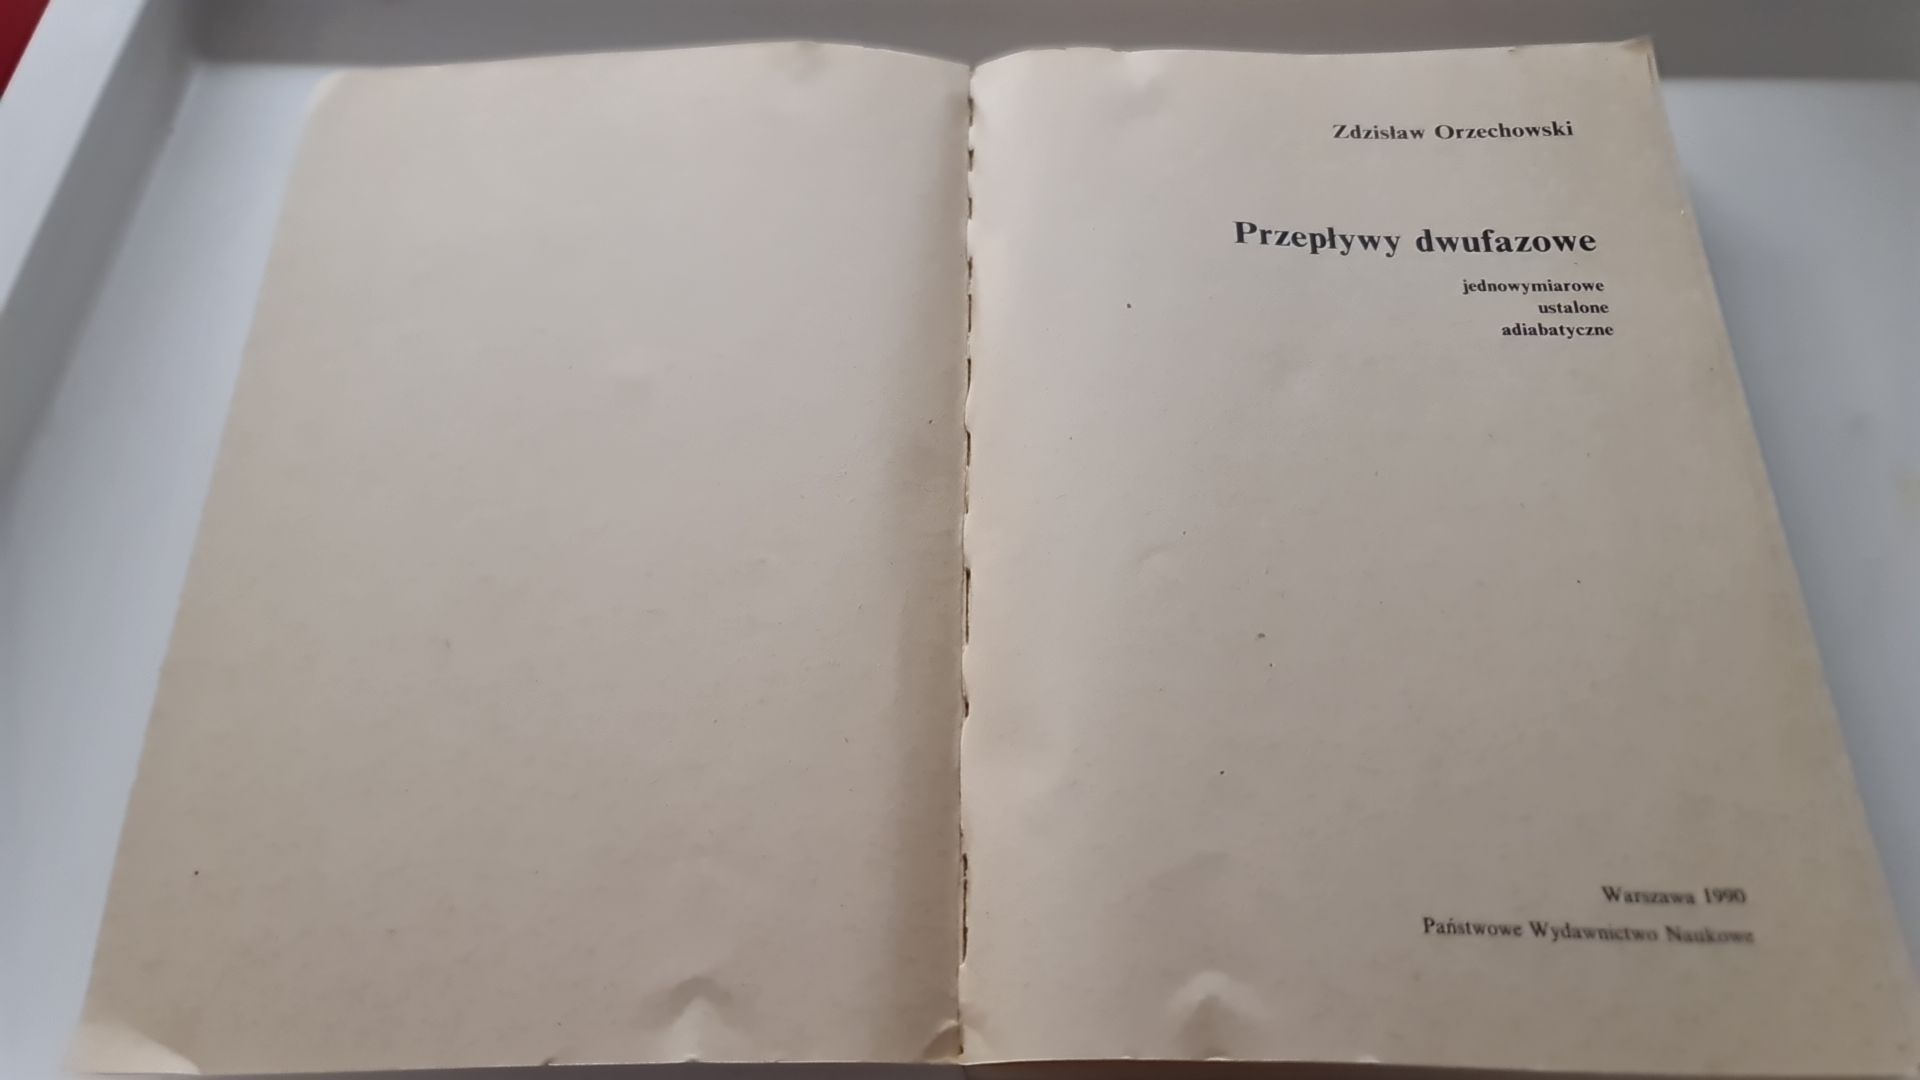 Zdzisław Orzechowski
Przepływy dwufazowe
jednowymiarowe
ustalone
adiabatyczne
Warszawa 1990
Państwowe Wydawnictwo Naukowe